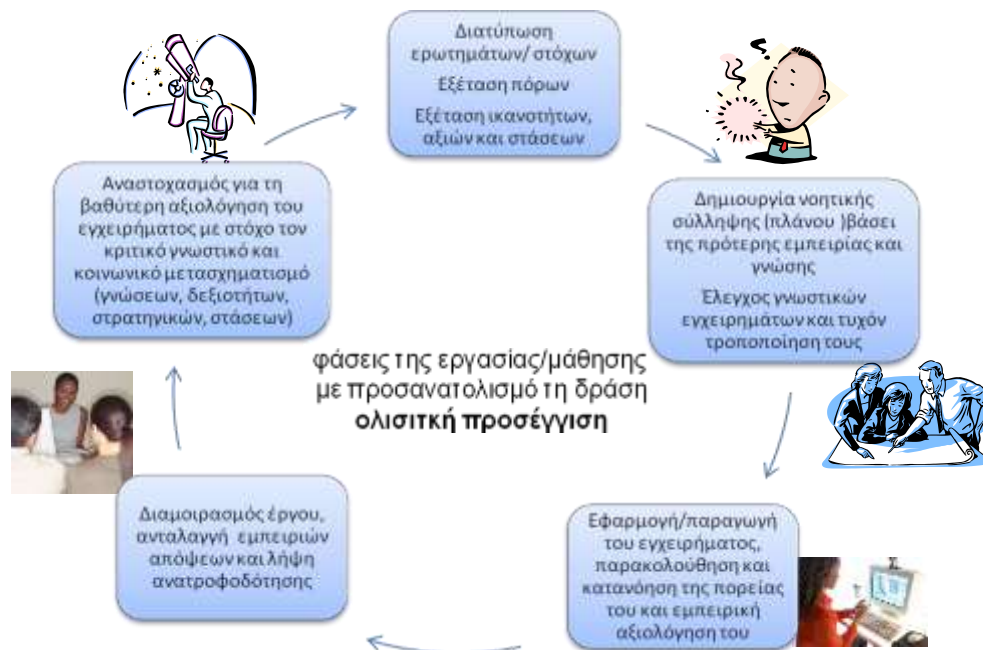 Διατύπωση
ερωτημάτων/ στόχων
Εξέταση πόρων
Εξέταση ικανοτήτων,
αξιών και στάσεων
Δημιουργία νοητικής
σύλληψης (πλάνου )βάσει
της πρότερης εμπειρίας και
γνώσης
Έλεγχος γνωστικών
εγχειρημάτων και τυχόν
τροποποίηση τους
Εφαρμογή/παραγωγή
του εγχειρήματος,
παρακολούθηση και
κατανόηση της πορείας
του και εμπειρική
αξιολόγηση του
Διαμοιρασμός έργου,
ανταλαγγή εμπειριών
απόψεων και λήψη
ανατροφοδότησης
Αναστοχασμός για τη
βαθύτερη αξιολόγηση του
εγχειρήματος με στόχο τον
κριτικό γνωστικό και
κοινωνικό μετασχηματισμό
(γνώσεων, δεξιοτήτων,
στρατηγικών, στάσεων)
φάσεις της εργασίας/μάθησης
με προσανατολισμό τη δράση
ολισιτκή προσέγγιση